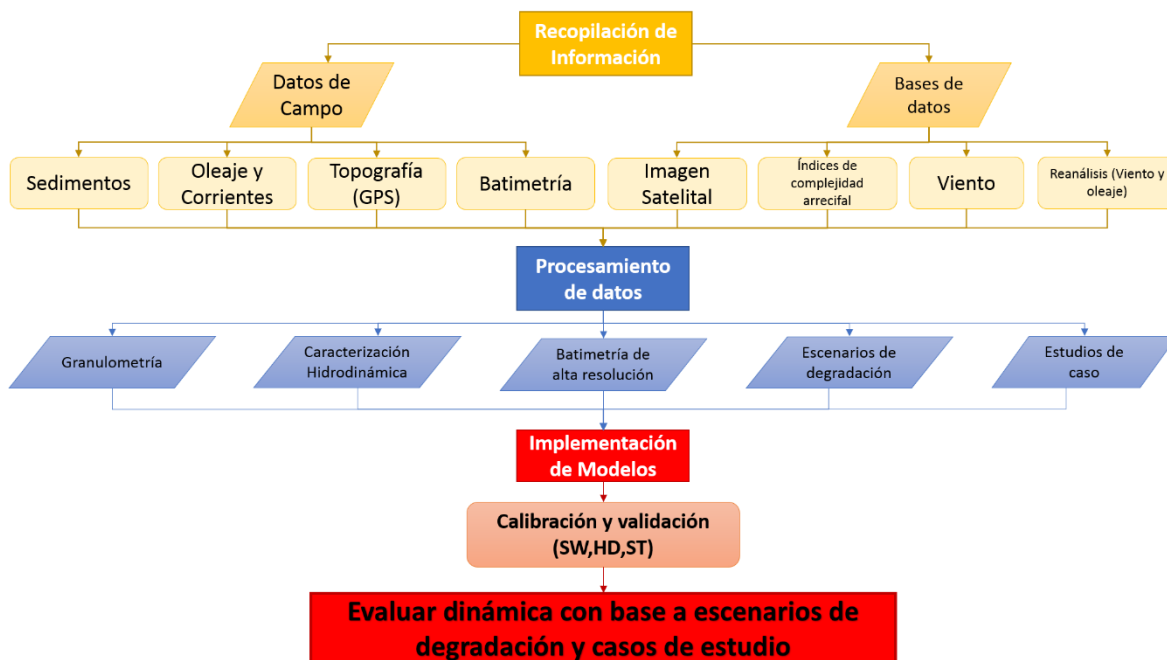 Recopilación de
Información
Datos de
Campo
Bases de
datos
Sedimentos
Oleaje y
Corrientes
Topografía
(GPS)
Batimetría
Imagen
Satelital
Índices de
complejidad
arrecifal
Viento
Reanálisis (Viento y
oleaje)
Procesamiento
de datos
Granulometría
Caracterización
Hidrodinámica
Batimetría de
alta resolución
Escenarios de
degradación
Estudios de
caso
Implementación
de Modelos
Calibración y validación
(SW,HD,ST)
Evaluar dinámica con base a escenarios de
degradación y casos de estudio